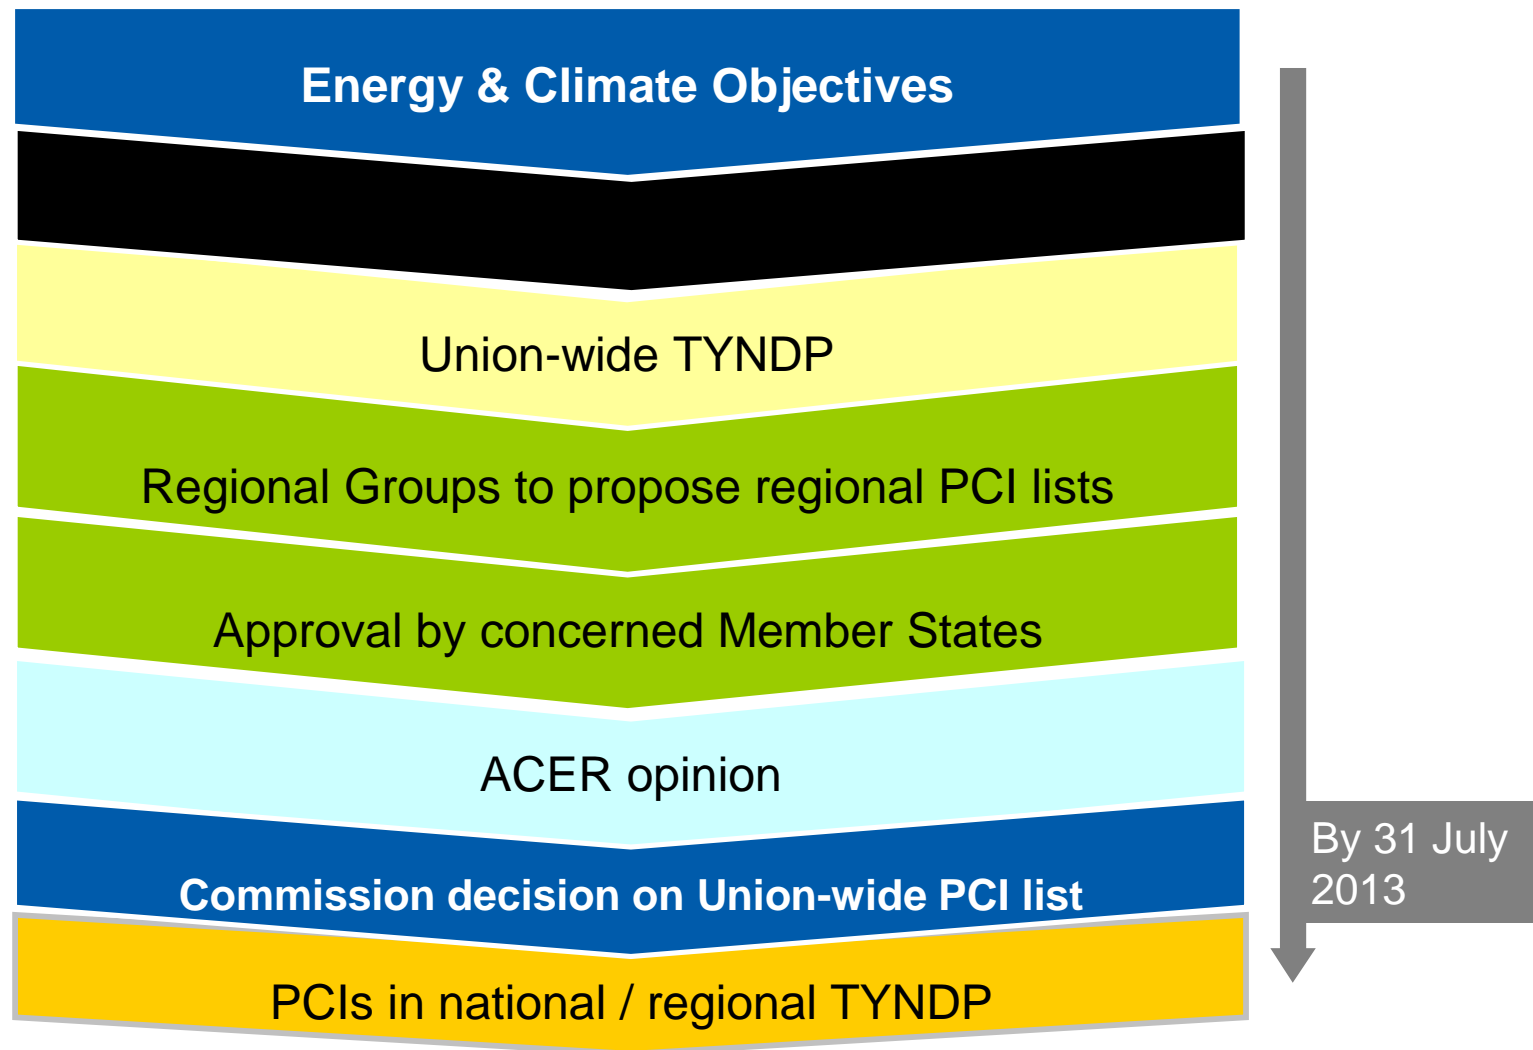 Energy & Climate Objectives
Union-wide TYNDP
Regional Groups to propose regional PCI lists
Approval by concerned Member States
ACER opinion
Commission decision on Union-wide PCI list
By 31 July
2013
PCIs in national / regional TYNDP